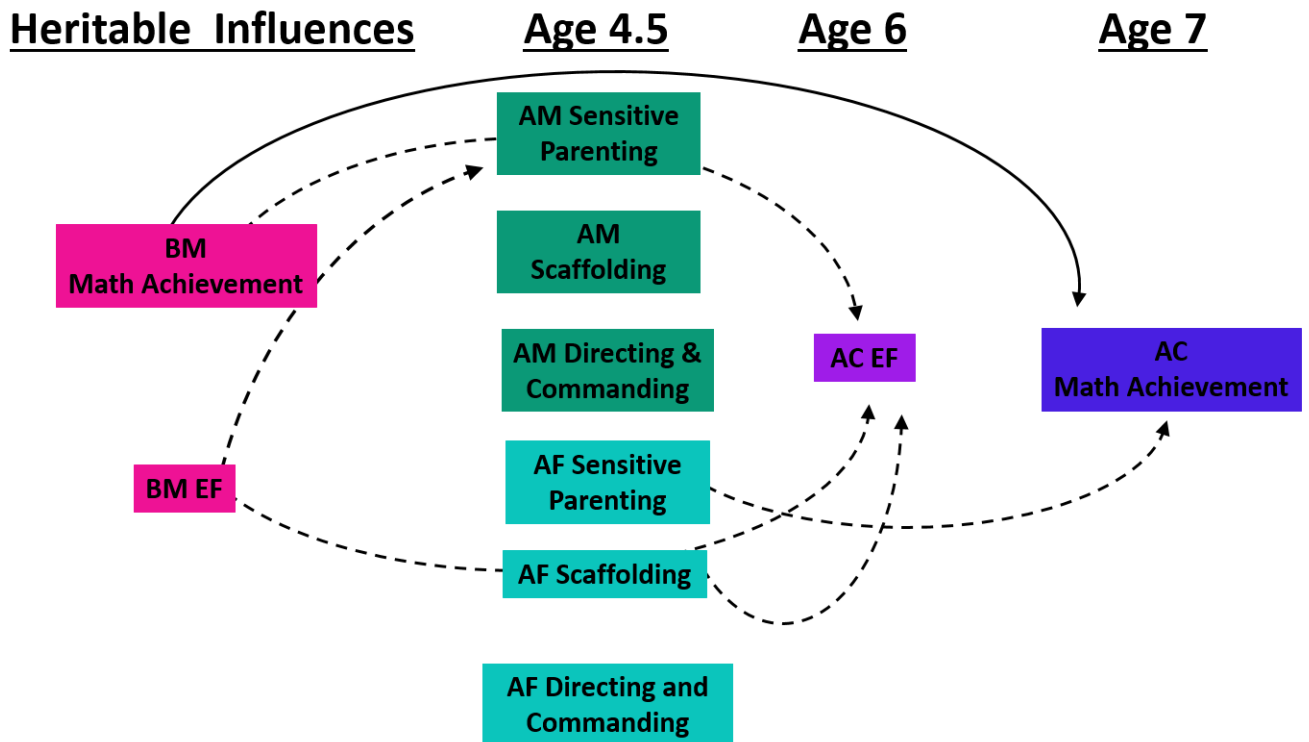 Heritable Influences
Age 4.5
Age 6
Age 7
AM Sensitive
Parenting
BM
Math Achievement
AM
Scaffolding
AM Directing &
Commanding
AC EF
AC
Math Achievement
BM EF
AF Sensitive
Parenting
AF Scaffolding
AF Directing and
Commanding